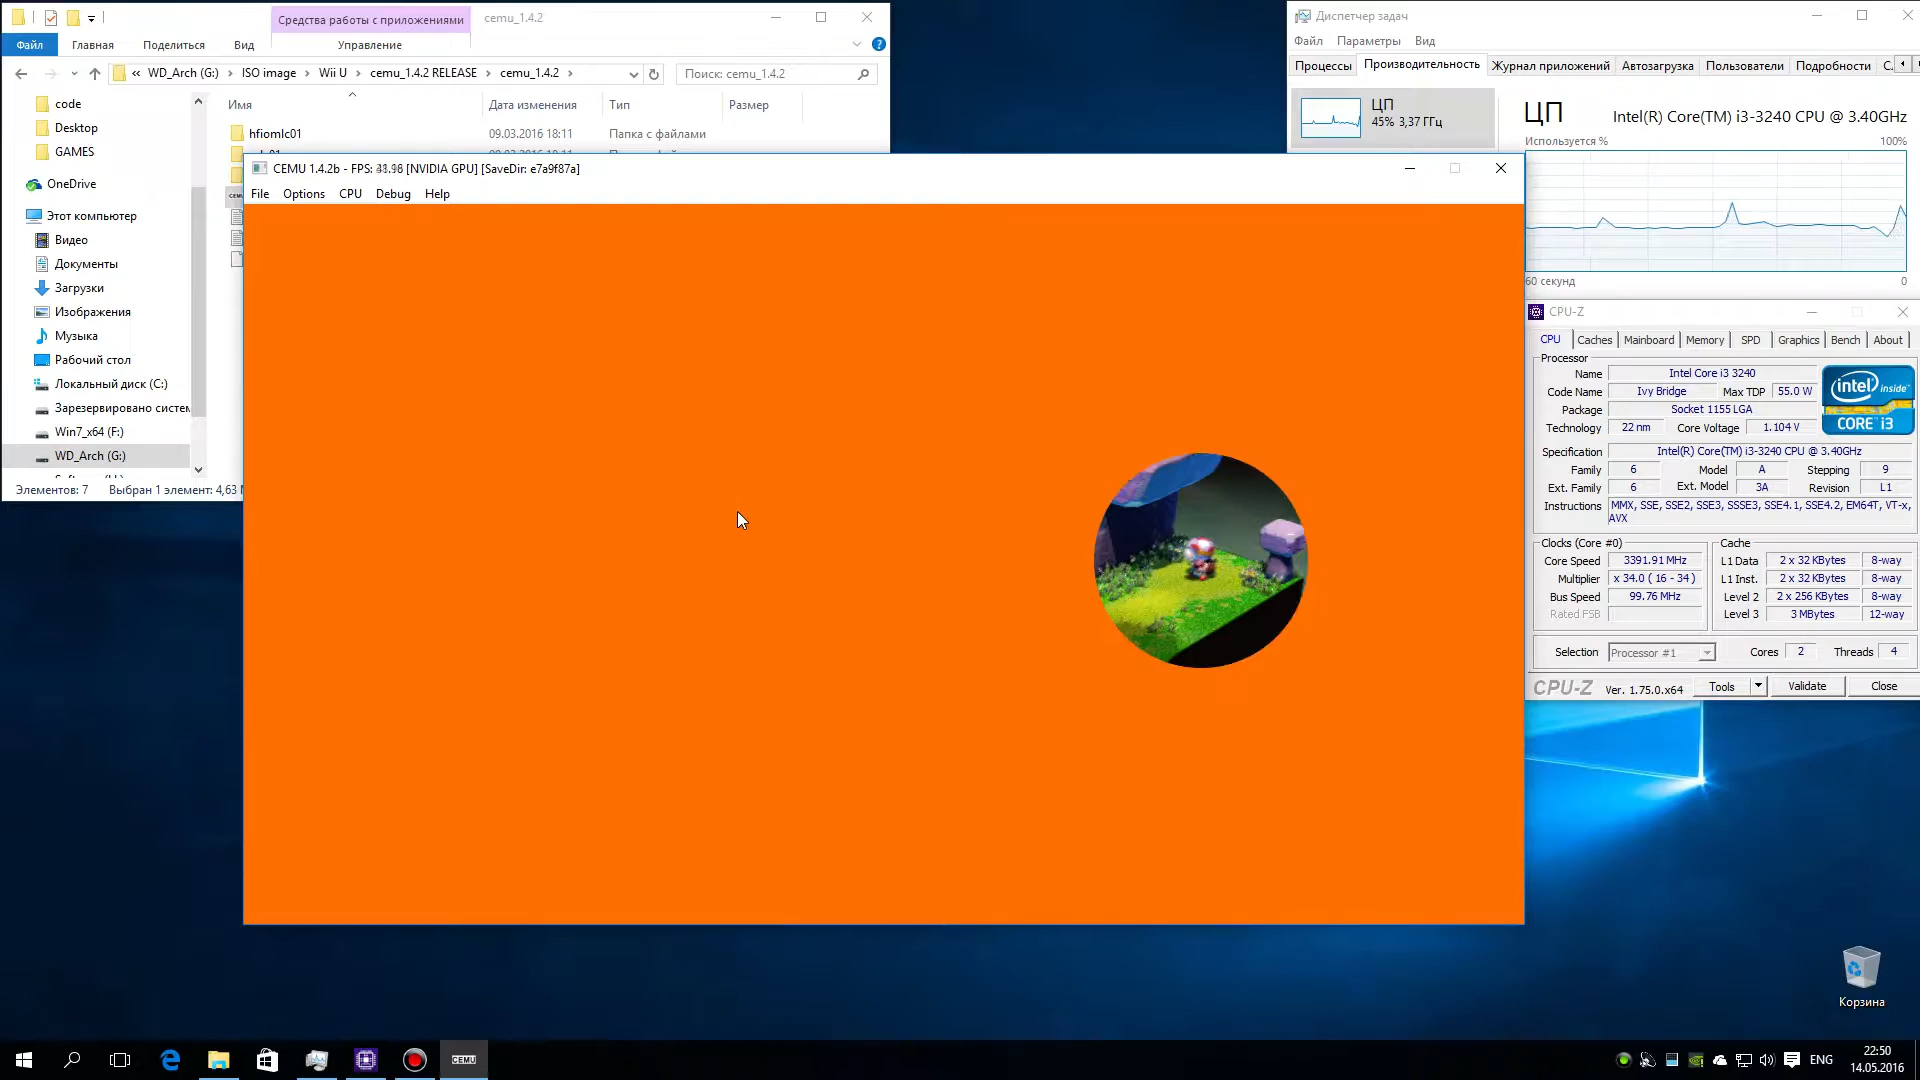 Средства работы с приложениями
cemu_1.4.2
Файл
Главная
Поделиться
Вид
Управление
« WD_Arch (G:) > ISO image > Wii U > cemu_1.4.2 RELEASE > cemu_1.4.2 >
Поиск: cemu_1.4.2
code
Desktop
GAMES
OneDrive
Этот компьютер
Видео
Документы
Загрузки
Изображения
Музыка
Рабочий стол
Локальный диск (C:)
Зарезервировано систем
Win7_x64 (F:)
WD_Arch (G:)
Имя
Дата изменения
Тип
Размер
hfiomlc01
09.03.2016 18:11
Папка с файлами
Элементов: 7
Выбран 1 элемент: 4,63 М
CEMU 1.4.2b - FPS: [NVIDIA GPU] [SaveDir: e7a9f87a]
File Options CPU Debug Help
Диспетчер задач
Файл Параметры Вид
Процессы Производительность Журнал приложений Автозагрузка Пользователи Подробности С
ЦП
45% 3,37 ГГц
ЦП
Intel(R) Core(TM) i3-3240 CPU @ 3.40GHz
Используется %
100%
60 секунд
0
CPU-Z
CPU Caches Mainboard Memory SPD Graphics Bench About
Processor
Name Intel Core i3 3240
Code Name Ivy Bridge Max TDP 55.0 W
Package Socket 1155 LGA
Technology 22 nm Core Voltage 1.104 V
intel inside
CORE i3
Specification Intel(R) Core(TM) i3-3240 CPU @ 3.40GHz
Family 6 Model A Stepping 9
Ext. Family 6 Ext. Model 3A Revision L1
Instructions MMX, SSE, SSE2, SSE3, SSSE3, SSE4.1, SSE4.2, EM64T, VT-x,
AVX
Clocks (Core #0)
Core Speed 3391.91 MHz
Multiplier x 34.0 ( 16 - 34 )
Bus Speed 99.76 MHz
Rated FSB
Cache
L1 Data 2 x 32 KBytes 8-way
L1 Inst. 2 x 32 KBytes 8-way
Level 2 2 x 256 KBytes 8-way
Level 3 3 MBytes 12-way
Selection Processor #1 Cores 2 Threads 4
CPU-Z Ver. 1.75.0.x64 Tools Validate Close
Корзина
CEMU
ENG
22:50
14.05.2016